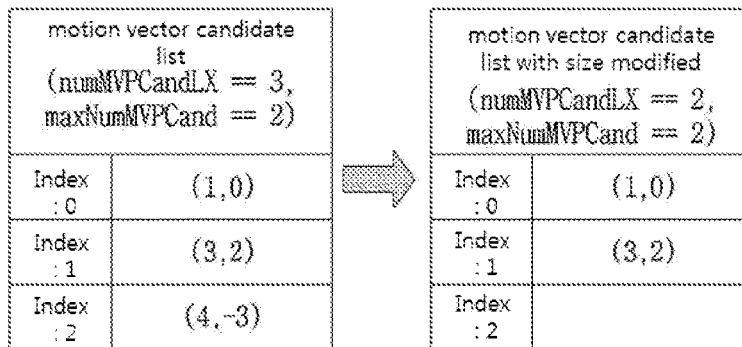 motion vector candidate
list
(numMVPCandLX == 3,
maxNumMVPCand == 2)
Index
: 0
(1,0)
Index
: 1
(3,2)
Index
: 2
(4,-3)
motion vector candidate
list with size modified
(numMVPCandLX == 2,
maxNumMVPCand == 2)
Index
: 0
(1,0)
Index
: 1
(3,2)
Index
: 2